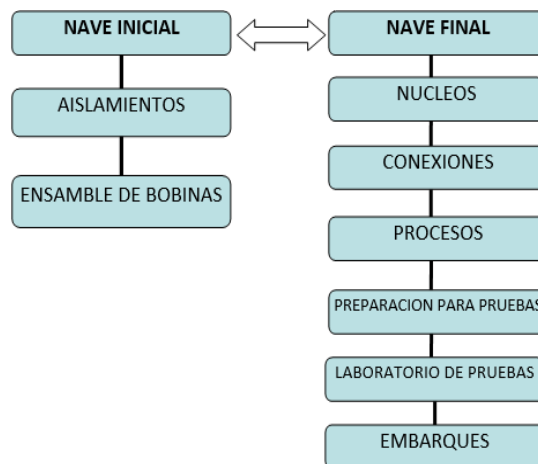 NAVE INICIAL
AISLAMIENTOS
ENSAMBLE DE BOBINAS
NAVE FINAL
NUCLEOS
CONEXIONES
PROCESOS
PREPARACION PARA PRUEBAS
LABORATORIO DE PRUEBAS
EMBARQUES